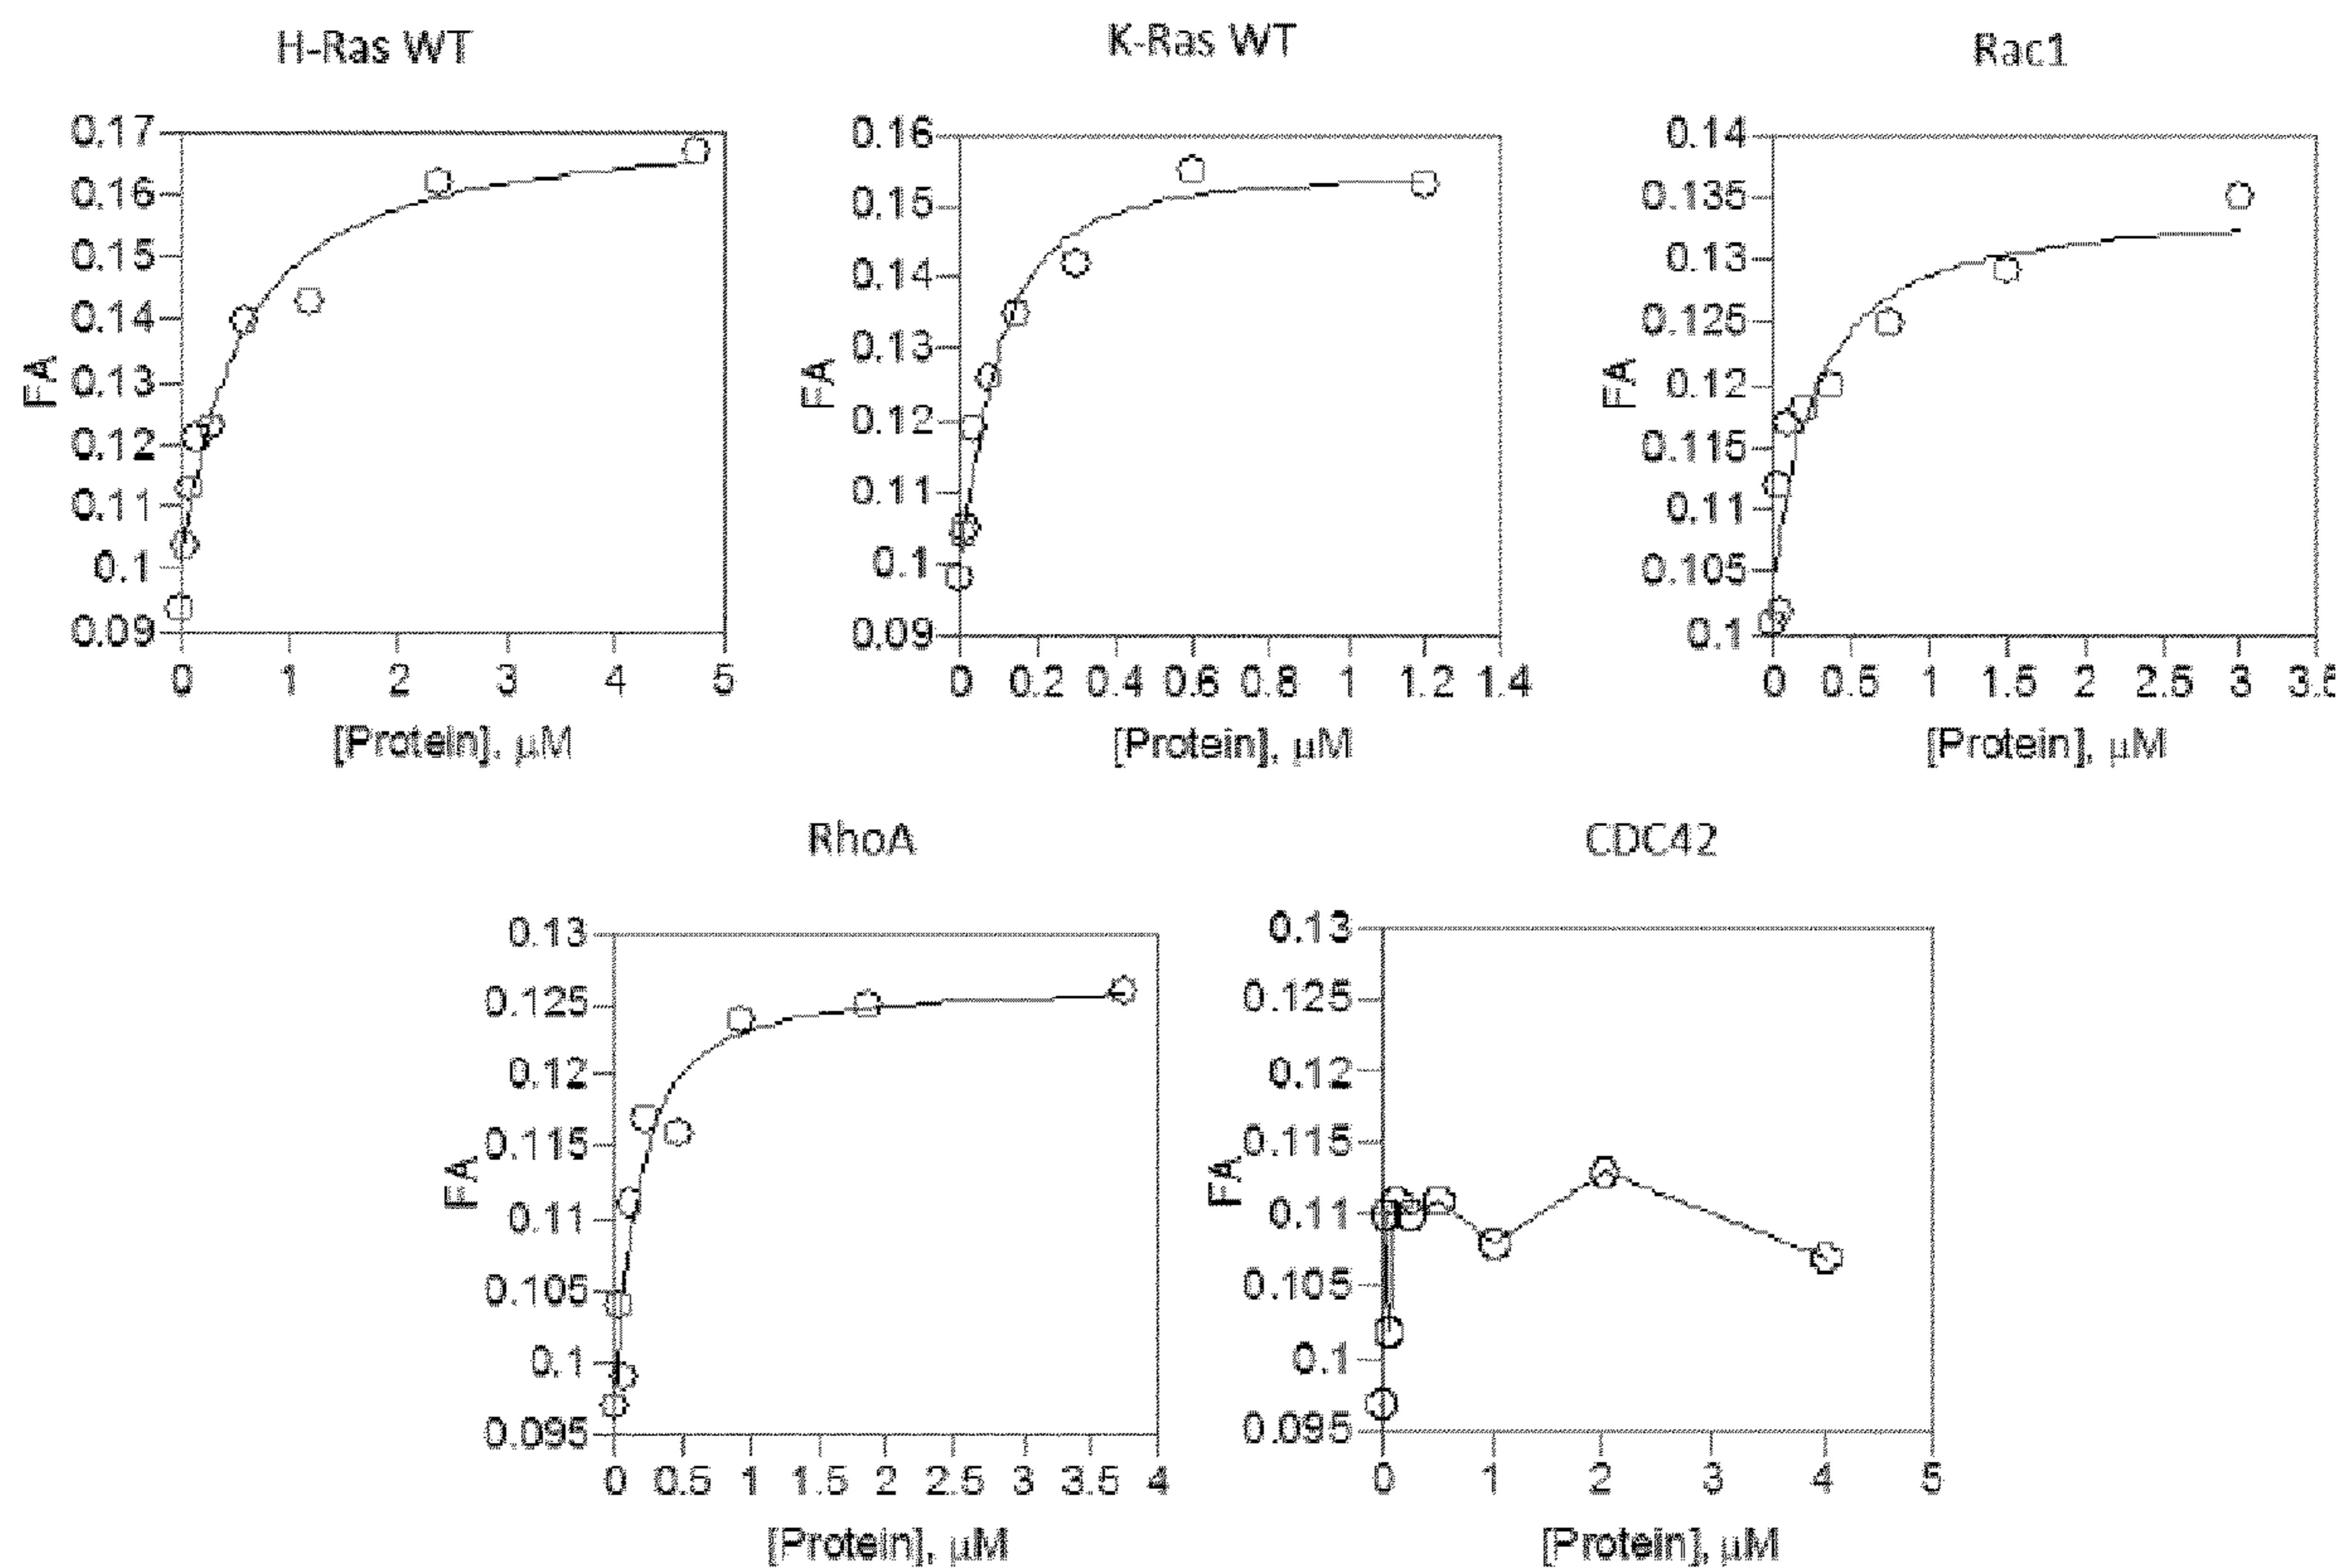 H-Ras WT
0.17
0.16
0.15
0.14
0.13
0.12
0.11
0.1
0.09
FA
0 1 2 3 4 5
[Protein], μM
K-Ras WT
0.16
0.15
0.14
0.13
0.12
0.11
0.1
0.09
FA
0 0.2 0.4 0.6 0.8 1 1.2 1.4
[Protein], μM
Rac1
0.14
0.135
0.13
0.125
0.12
0.115
0.11
0.105
0.1
FA
0 0.5 1 1.5 2 2.5 3 3.5
[Protein], μM
RhoA
0.13
0.125
0.12
0.115
0.11
0.105
0.1
0.095
FA
0 0.5 1 1.5 2 2.5 3 3.5 4
[Protein], μM
CDC42
0.13
0.125
0.12
0.115
0.11
0.105
0.1
0.095
FA
0 1 2 3 4 5
[Protein], μM